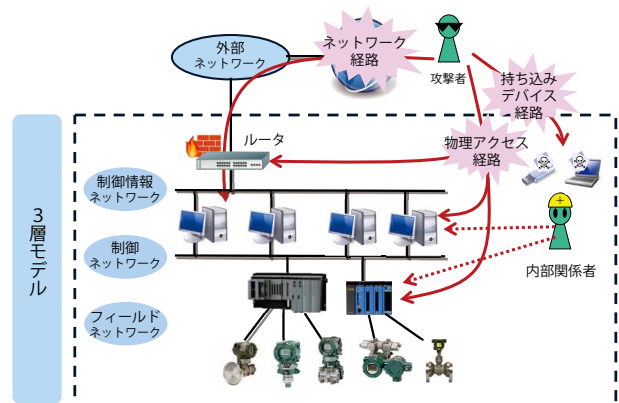 外部
ネットワーク
ネットワーク
経路
攻撃者
持ち込み
デバイス
経路
ルータ
物理アクセス
経路
制御情報
ネットワーク
3層モデル
制御
ネットワーク
内部関係者
フィールド
ネットワーク